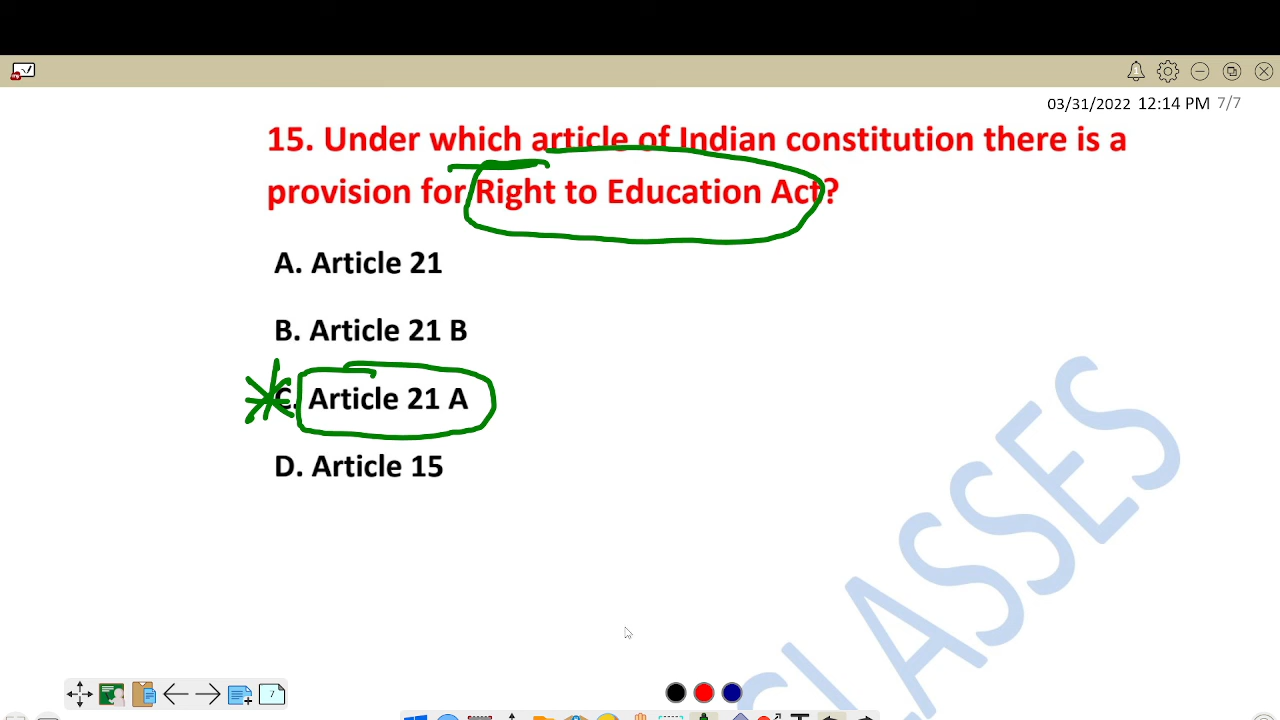 03/31/2022 12:14 PM 7/7
15. Under which article of Indian constitution there is a
provision for Right to Education Act?
A. Article 21
B. Article 21 B
C. Article 21 A
D. Article 15
CLASSES
7